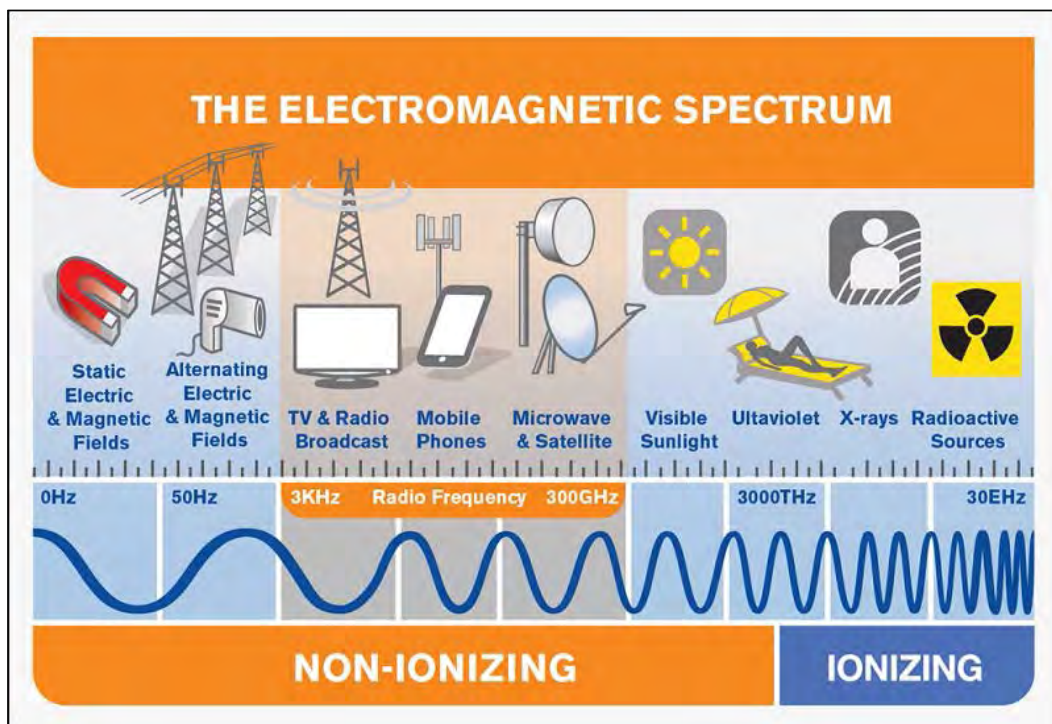 THE ELECTROMAGNETIC SPECTRUM
Static
Electric
& Magnetic
Fields
Alternating
Electric
& Magnetic
Fields
TV & Radio
Broadcast
Mobile
Phones
Microwave
& Satellite
Visible
Sunlight
Ultaviolet
X-rays
Radioactive
Sources
0Hz
50Hz
3KHz Radio Frequency 300GHz
3000THz
30EHz
NON-IONIZING
IONIZING